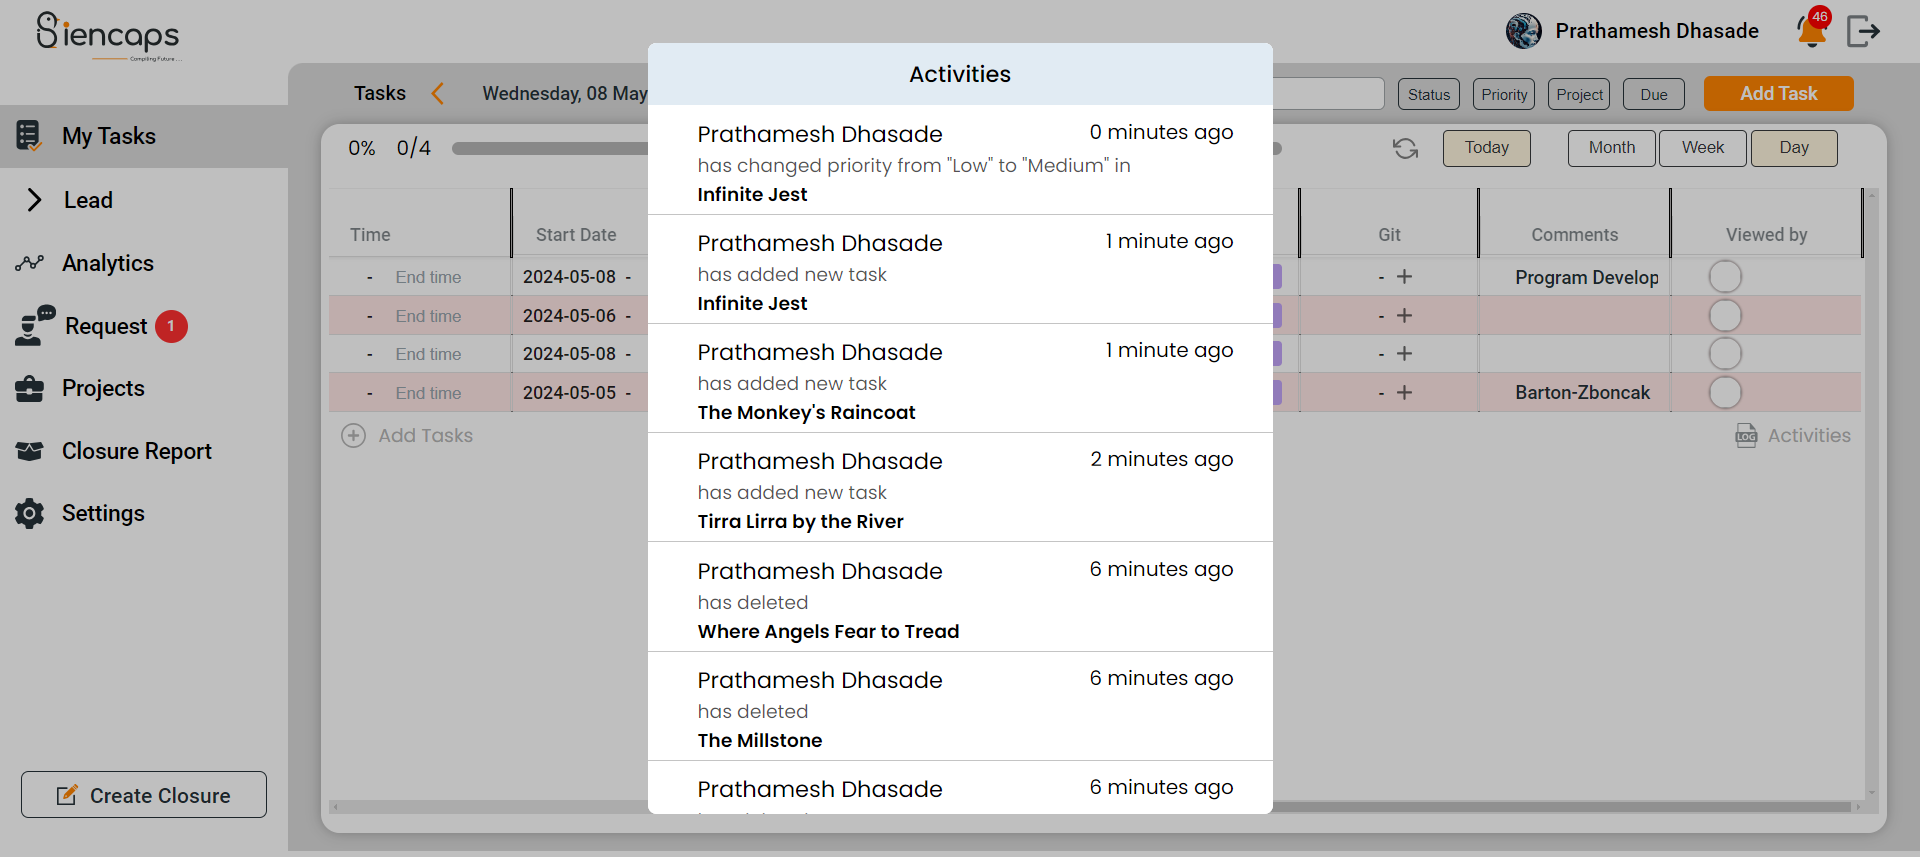 Siencaps
Compiling Future ...
Prathamesh Dhasade
46
My Tasks
Lead
Analytics
Request 1
Projects
Closure Report
Settings
Create Closure
Tasks
Wednesday, 08 May
Status
Priority
Project
Due
Add Task
0% 0/4
Today
Month
Week
Day
Time
Start Date
Git
Comments
Viewed by
- End time 2024-05-08 - - + Program Develop
- End time 2024-05-06 - - +
- End time 2024-05-08 - - +
- End time 2024-05-05 - - + Barton-Zboncak
Add Tasks
LOG Activities
Activities
Prathamesh Dhasade 0 minutes ago
has changed priority from "Low" to "Medium" in
Infinite Jest
Prathamesh Dhasade 1 minute ago
has added new task
Infinite Jest
Prathamesh Dhasade 1 minute ago
has added new task
The Monkey's Raincoat
Prathamesh Dhasade 2 minutes ago
has added new task
Tirra Lirra by the River
Prathamesh Dhasade 6 minutes ago
has deleted
Where Angels Fear to Tread
Prathamesh Dhasade 6 minutes ago
has deleted
The Millstone
Prathamesh Dhasade 6 minutes ago